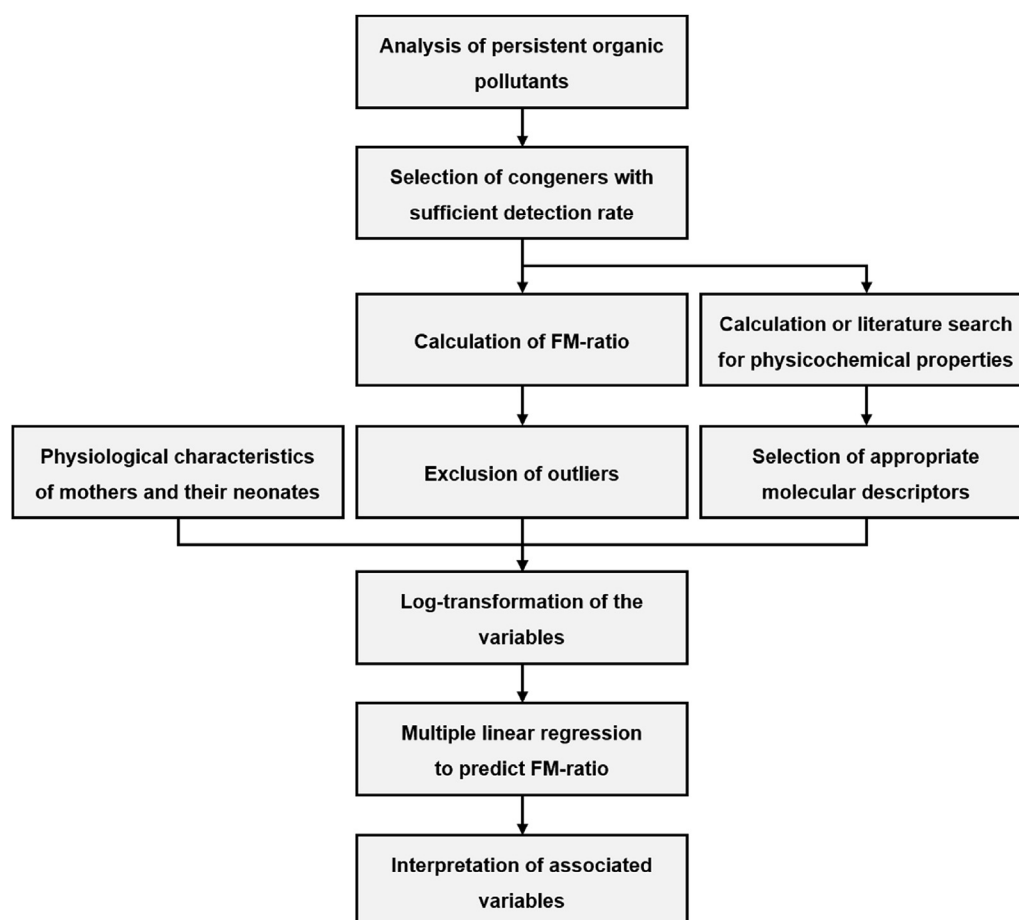 Analysis of persistent organic
pollutants
Selection of congeners with
sufficient detection rate
Calculation of FM-ratio
Calculation or literature search
for physicochemical properties
Physiological characteristics
of mothers and their neonates
Exclusion of outliers
Selection of appropriate
molecular descriptors
Log-transformation of the
variables
Multiple linear regression
to predict FM-ratio
Interpretation of associated
variables